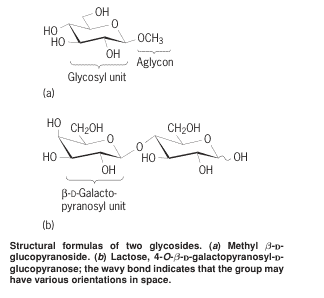 OH
HO
O
HO
OCH3
OH
Aglycon
Glycosyl unit
(a)
HO
CH2OH
CH2OH
O
O
O
HO
HO
OH
OH
OH
β-D-Galacto-
pyranosyl unit
(b)
Structural formulas of two glycosides. (a) Methyl β-D-
glucopyranoside. (b) Lactose, 4-O-β-D-galactopyranosyl-D-
glucopyranose; the wavy bond indicates that the group may
have various orientations in space.